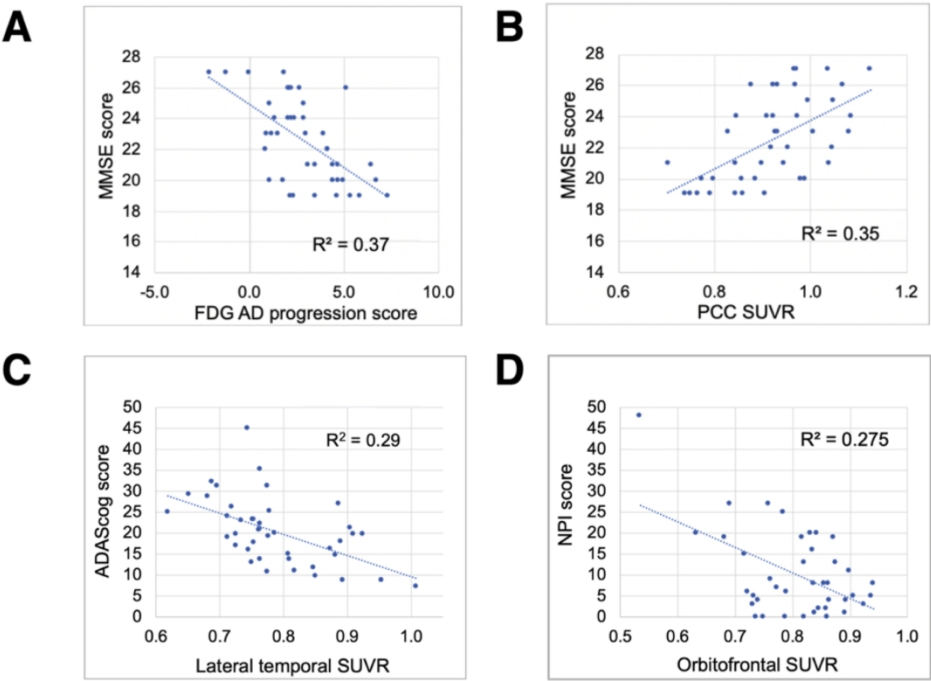 A
MMSE score
28
26
24
22
20
18
16
14
R² = 0.37
-5.0 0.0 5.0 10.0
FDG AD progression score
B
MMSE score
28
26
24
22
20
18
16
14
R² = 0.35
0.6 0.8 1.0 1.2
PCC SUVR
C
ADAScog score
50
45
40
35
30
25
20
15
10
5
0
R² = 0.29
0.6 0.7 0.8 0.9 1.0
Lateral temporal SUVR
D
NPI score
50
45
40
35
30
25
20
15
10
5
0
R² = 0.275
0.5 0.6 0.7 0.8 0.9 1.0
Orbitofrontal SUVR